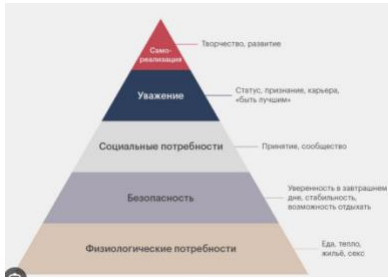 Само-
реализация
Творчество, развитие
Уважение
Статус, признание, карьера,
«быть лучшим»
Социальные потребности
Принятие, сообщество
Безопасность
Уверенность в завтрашнем
дне, стабильность,
возможность отдыхать
Физиологические потребности
Еда, тепло,
жильё, секс